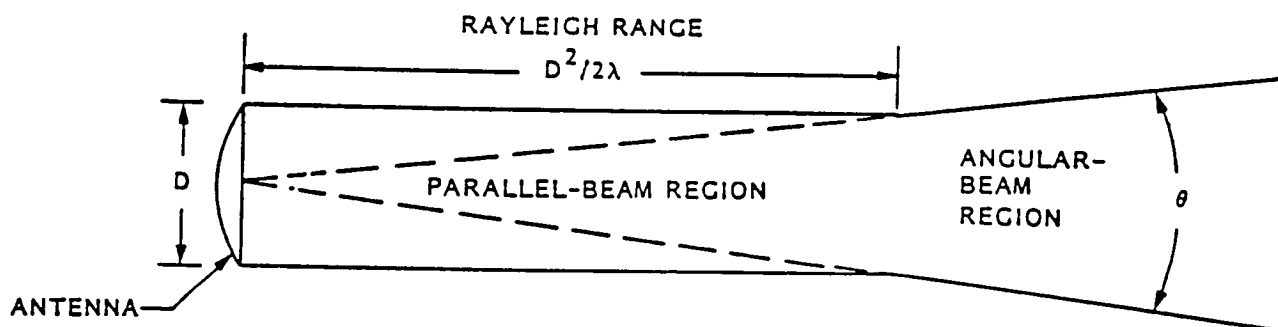 RAYLEIGH RANGE
D²/2λ
D
PARALLEL-BEAM REGION
ANGULAR-
BEAM
REGION
θ
ANTENNA